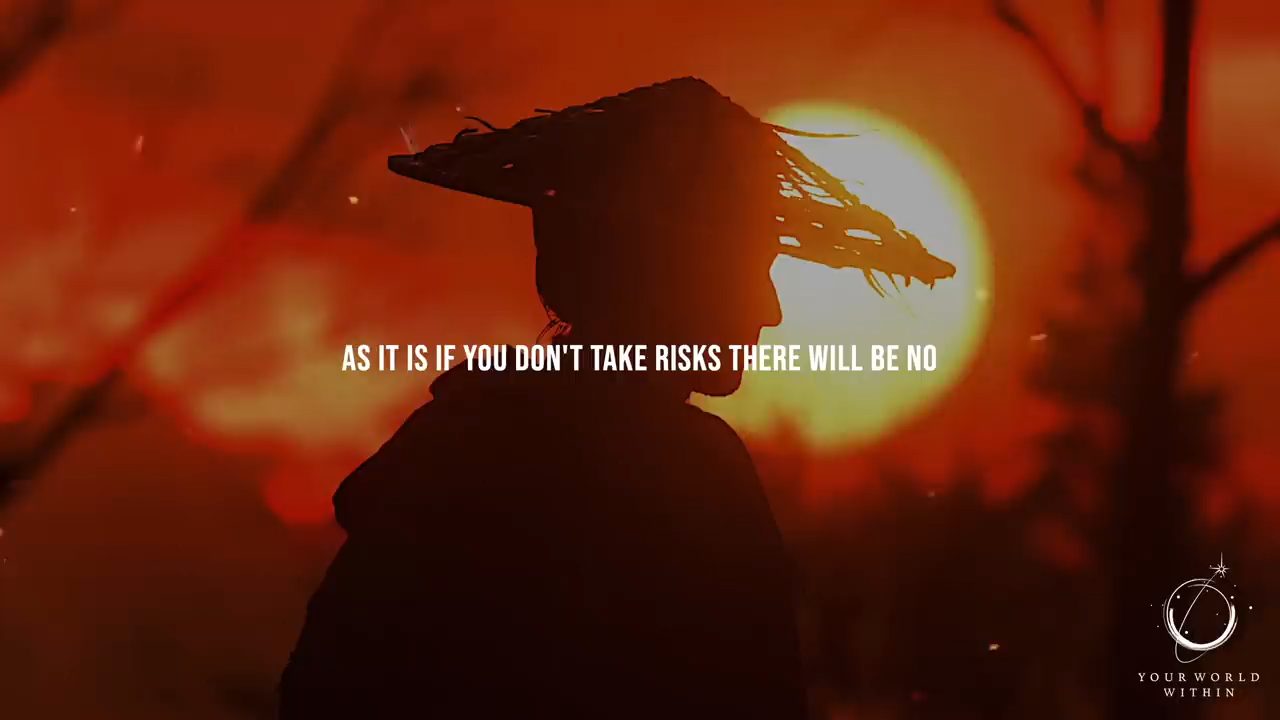 AS IT IS IF YOU DON'T TAKE RISKS THERE WILL BE NO
YOUR WORLD
WITHIN